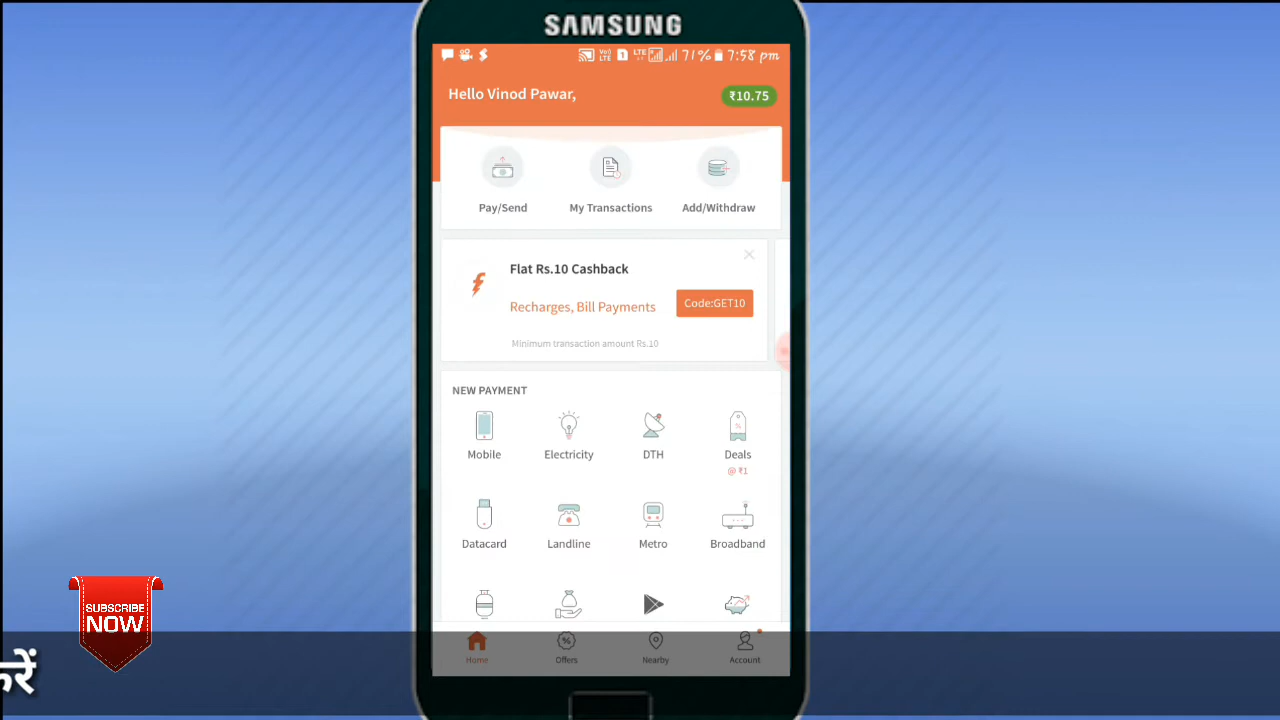 SAMSUNG
71% 7:58 pm
Hello Vinod Pawar,
₹10.75
Pay/Send
My Transactions
Add/Withdraw
Flat Rs.10 Cashback
Recharges, Bill Payments
Code:GET10
Minimum transaction amount Rs.10
NEW PAYMENT
Mobile
Electricity
DTH
Deals
@ ₹1
Datacard
Landline
Metro
Broadband
SUBSCRIBE
NOW
Home
Offers
Nearby
Account